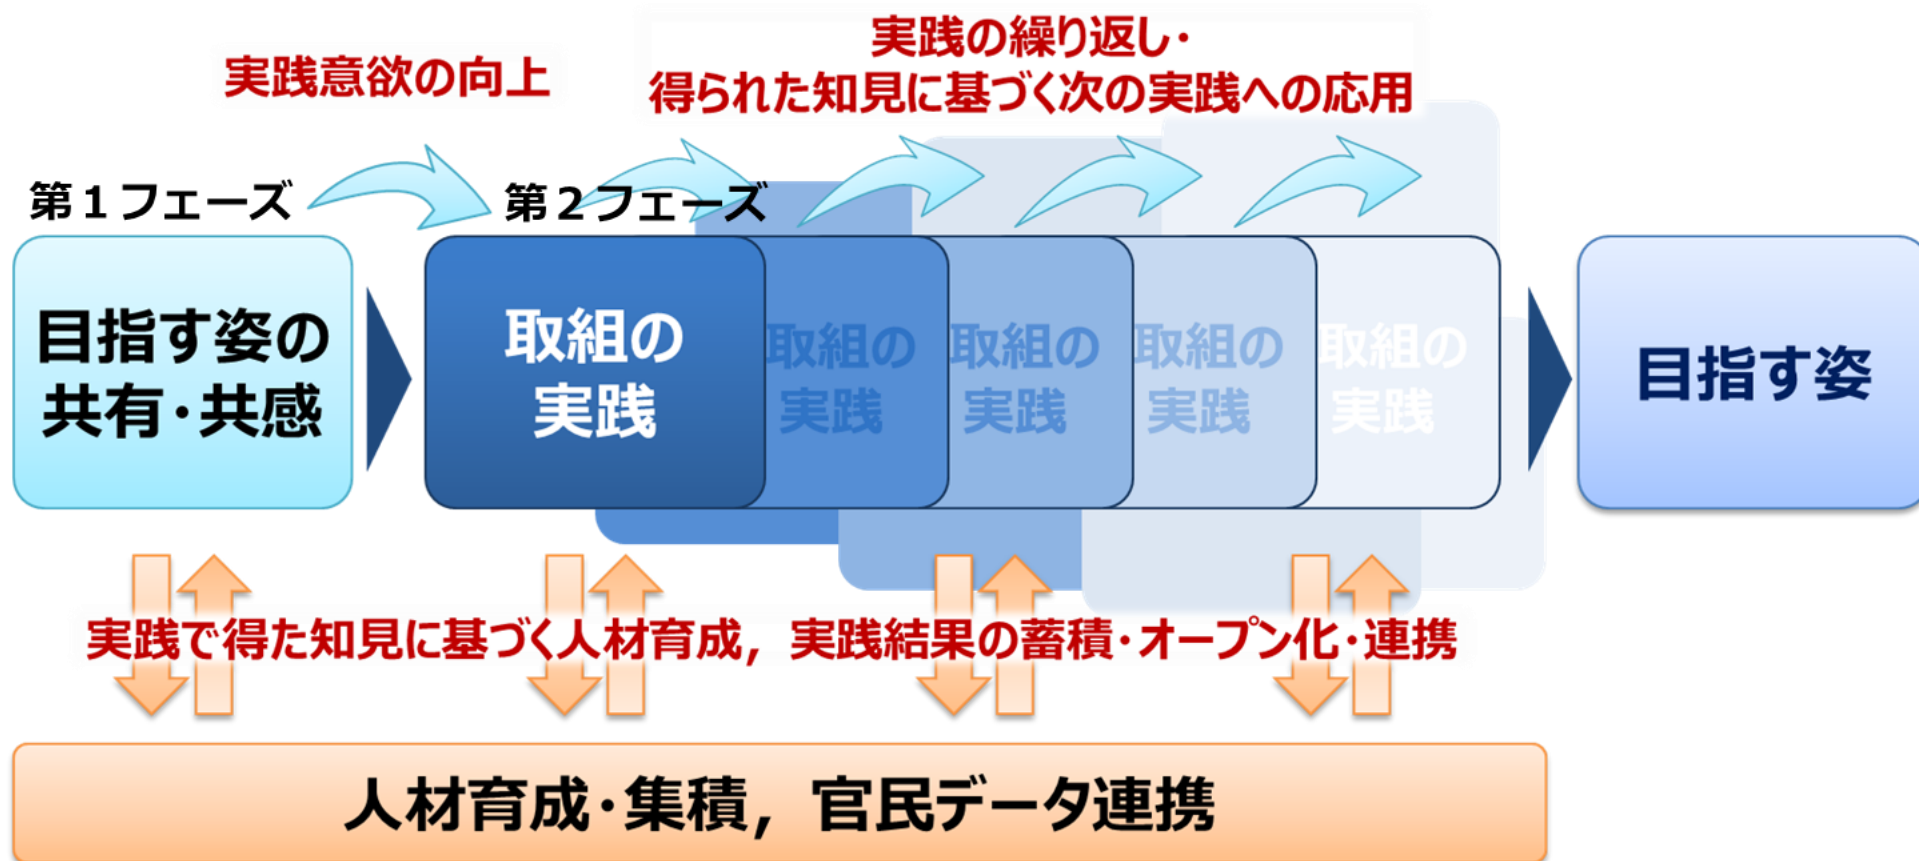 実践意欲の向上
実践の繰り返し・
得られた知見に基づく次の実践への応用
第１フェーズ
第２フェーズ
目指す姿の
共有・共感
取組の
実践
取組の
実践
取組の
実践
取組の
実践
取組の
実践
目指す姿
実践で得た知見に基づく人材育成，実践結果の蓄積・オープン化・連携
人材育成・集積，官民データ連携